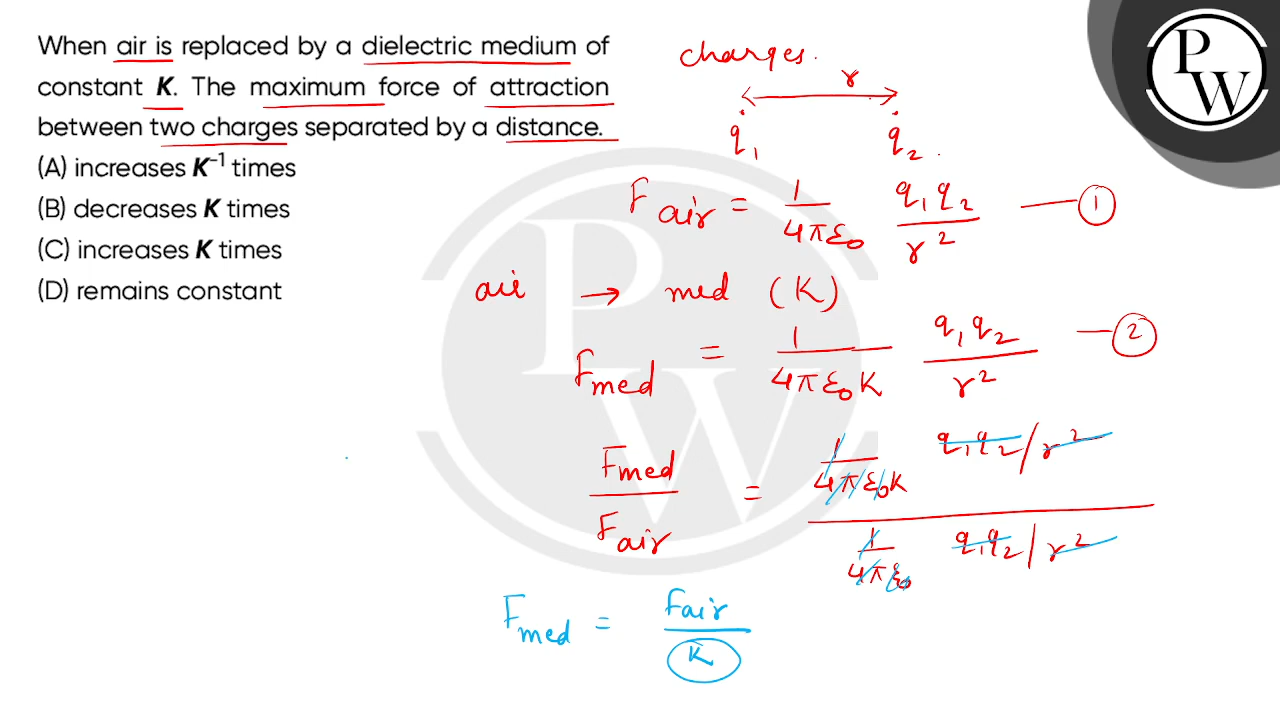 When air is replaced by a dielectric medium of
constant K. The maximum force of attraction
between two charges separated by a distance.
(A) increases K⁻¹ times
(B) decreases K times
(C) increases K times
(D) remains constant
charges.
r
q₁ q₂
F air = 1/4πε₀ q₁q₂/r² — ①
air → med (K)
Fmed = 1/4πε₀K q₁q₂/r² — ②
Fmed/Fair = (1/4πε₀K q₁q₂/r²)/(1/4πε₀ q₁q₂/r²)
Fmed = Fair/K
PW
PW